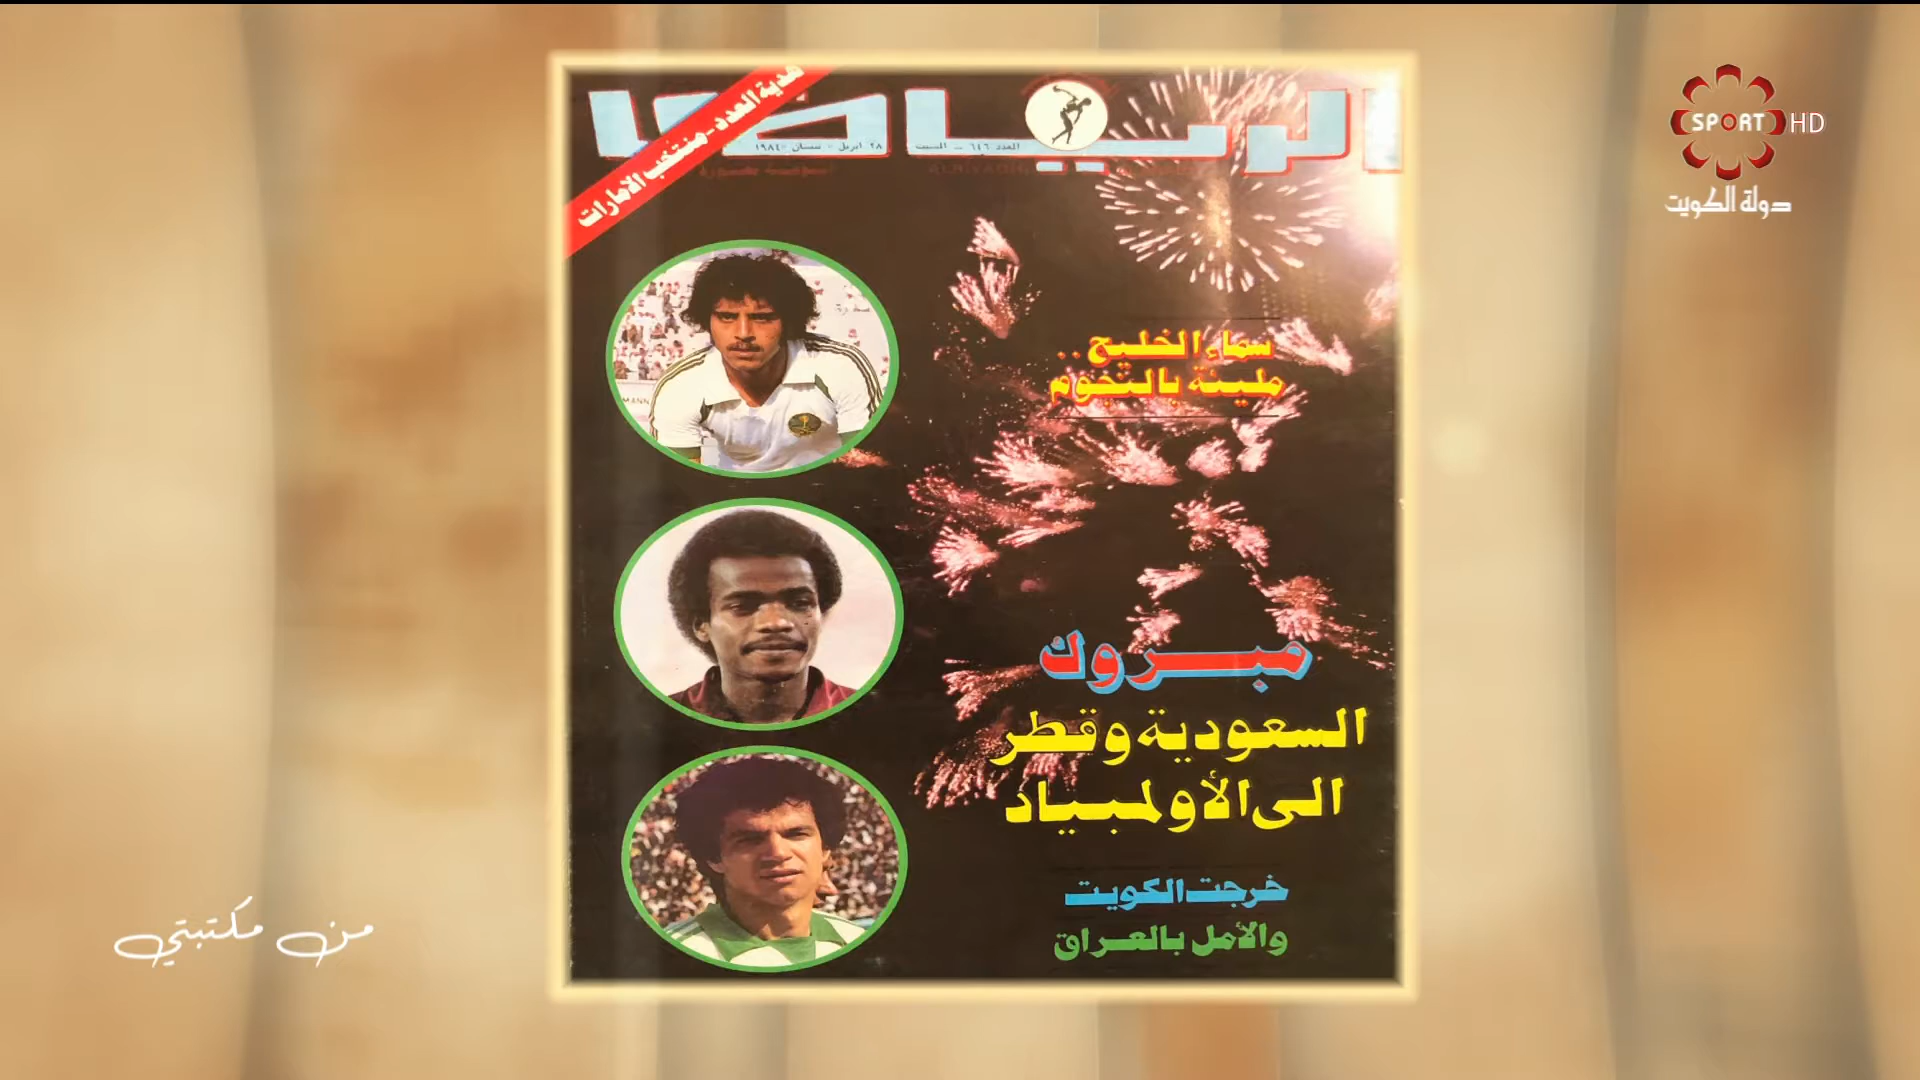 هدية العدد - منتخب الامارات
العدد ٦٤٦ - السبت ٢٨ ابريل - نيسان ١٩٨٤
SPORT HD
دولة الكويت
سماء الخليج ..
مليئة بالنجوم
مبروك
السعودية وقطر
الى الأولمبياد
خرجت الكويت
والأمل بالعراق
من مكتبتي